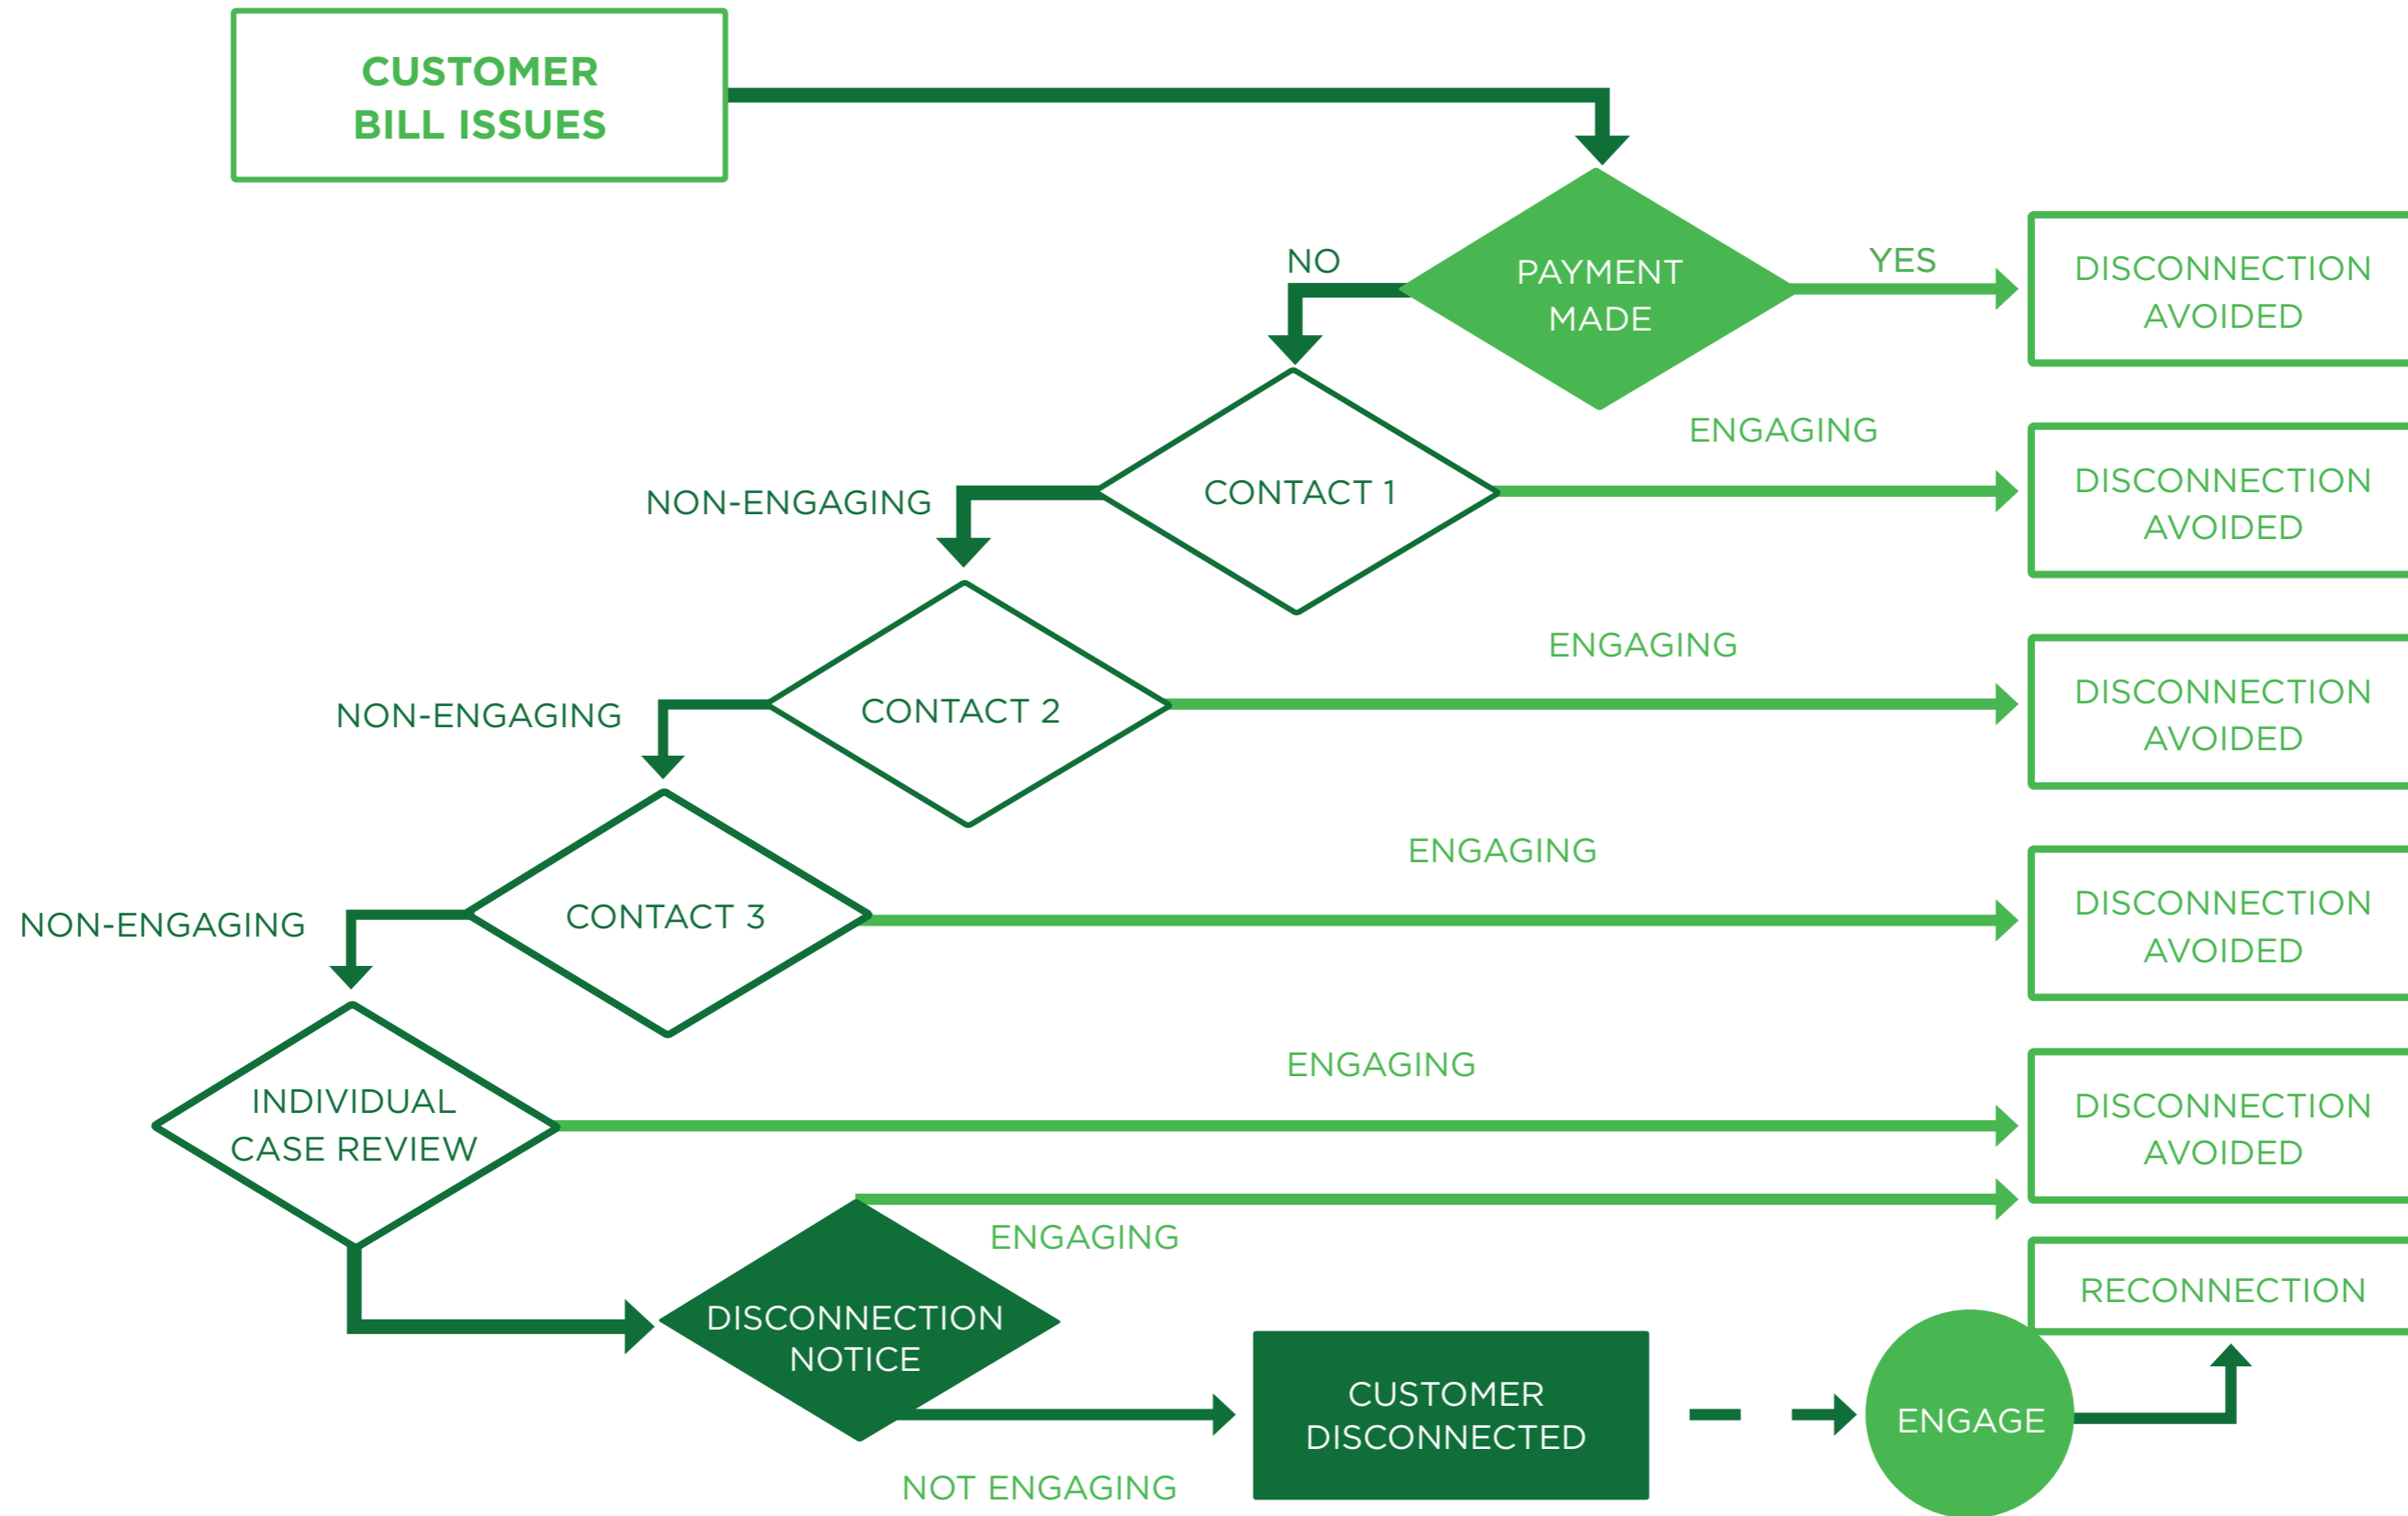 CUSTOMER
BILL ISSUES
NO
PAYMENT
MADE
YES
DISCONNECTION
AVOIDED
NON-ENGAGING
CONTACT 1
ENGAGING
DISCONNECTION
AVOIDED
NON-ENGAGING
CONTACT 2
ENGAGING
DISCONNECTION
AVOIDED
NON-ENGAGING
CONTACT 3
ENGAGING
DISCONNECTION
AVOIDED
INDIVIDUAL
CASE REVIEW
ENGAGING
DISCONNECTION
AVOIDED
ENGAGING
DISCONNECTION
NOTICE
RECONNECTION
NOT ENGAGING
CUSTOMER
DISCONNECTED
ENGAGE